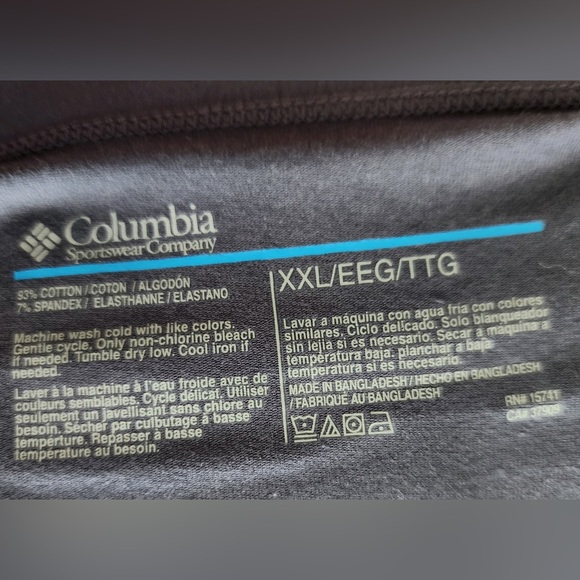 Columbia
Sportswear Company
93% COTTON / COTON / ALGODÓN
7% SPANDEX / ELASTHANNE / ELASTANO
Machine wash cold with like colors.
Gentle cycle. Only non-chlorine bleach
if needed. Tumble dry low. Cool iron if
needed.
Laver à la machine à l'eau froide avec de
couleurs semblables. Cycle délicat. Utiliser
seulement un javellisant sans chlore au
besoin. Sécher par culbutage à basse
température. Repasser à basse
température au besoin.
XXL/EEG/TTG
Lavar a máquina con agua fria con colores
similares. Ciclo delicado. Solo blanqueador
sin lejia si es necesario. Secar a máquina a
temperatura baja. planchar a baja
temperatura si es necesario.
MADE IN BANGLADESH / HECHO EN BANGLADESH
/ FABRIQUÉ AU BANGLADESH
RN# 15741
CA#